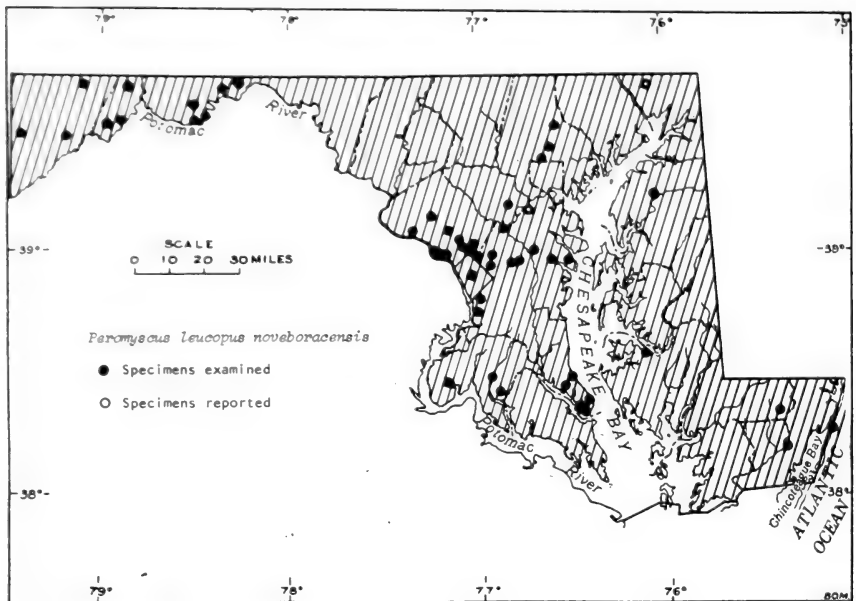 79° 78° 77° 76° 75°
Potomac
River
39° 39°
SCALE
0 10 20 30 MILES
CHESAPEAKE BAY
Peromyscus leucopus noveboracensis
● Specimens examined
○ Specimens reported
Potomac
River
38° 38°
Chincoteague Bay
ATLANTIC
OCEAN
79° 78° 77° 76°
B.D.M.